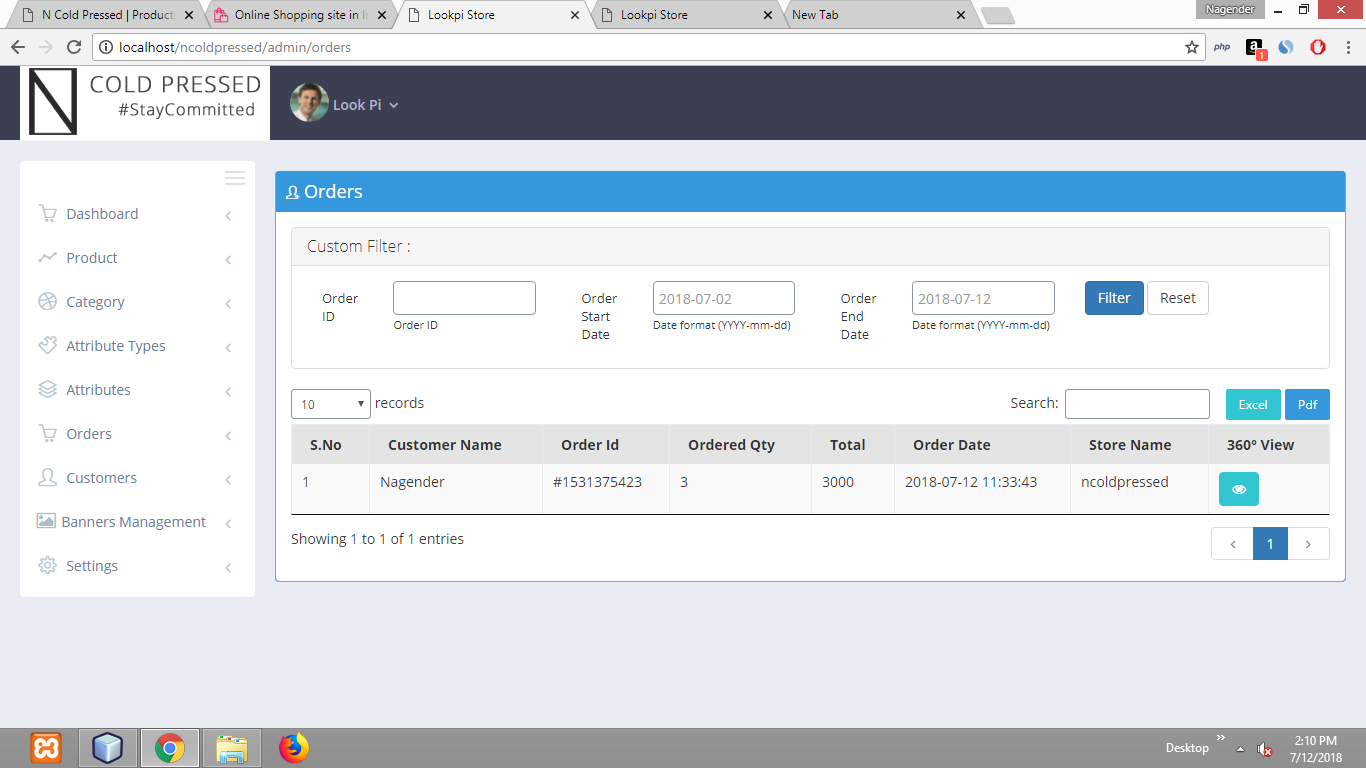 N Cold Pressed | Product
Online Shopping site in I
Lookpi Store
Lookpi Store
New Tab
Nagender
localhost/ncoldpressed/admin/orders
php
a
1
N
COLD PRESSED
#StayCommitted
Look Pi
Dashboard
Product
Category
Attribute Types
Attributes
Orders
Customers
Banners Management
Settings
Orders
Custom Filter :
Order ID
Order ID
Order Start Date
2018-07-02
Date format (YYYY-mm-dd)
Order End Date
2018-07-12
Date format (YYYY-mm-dd)
Filter
Reset
10 records
Search:
Excel
Pdf
S.No Customer Name Order Id Ordered Qty Total Order Date Store Name 360° View
1 Nagender #1531375423 3 3000 2018-07-12 11:33:43 ncoldpressed
Showing 1 to 1 of 1 entries
‹ 1 ›
Desktop
2:10 PM
7/12/2018